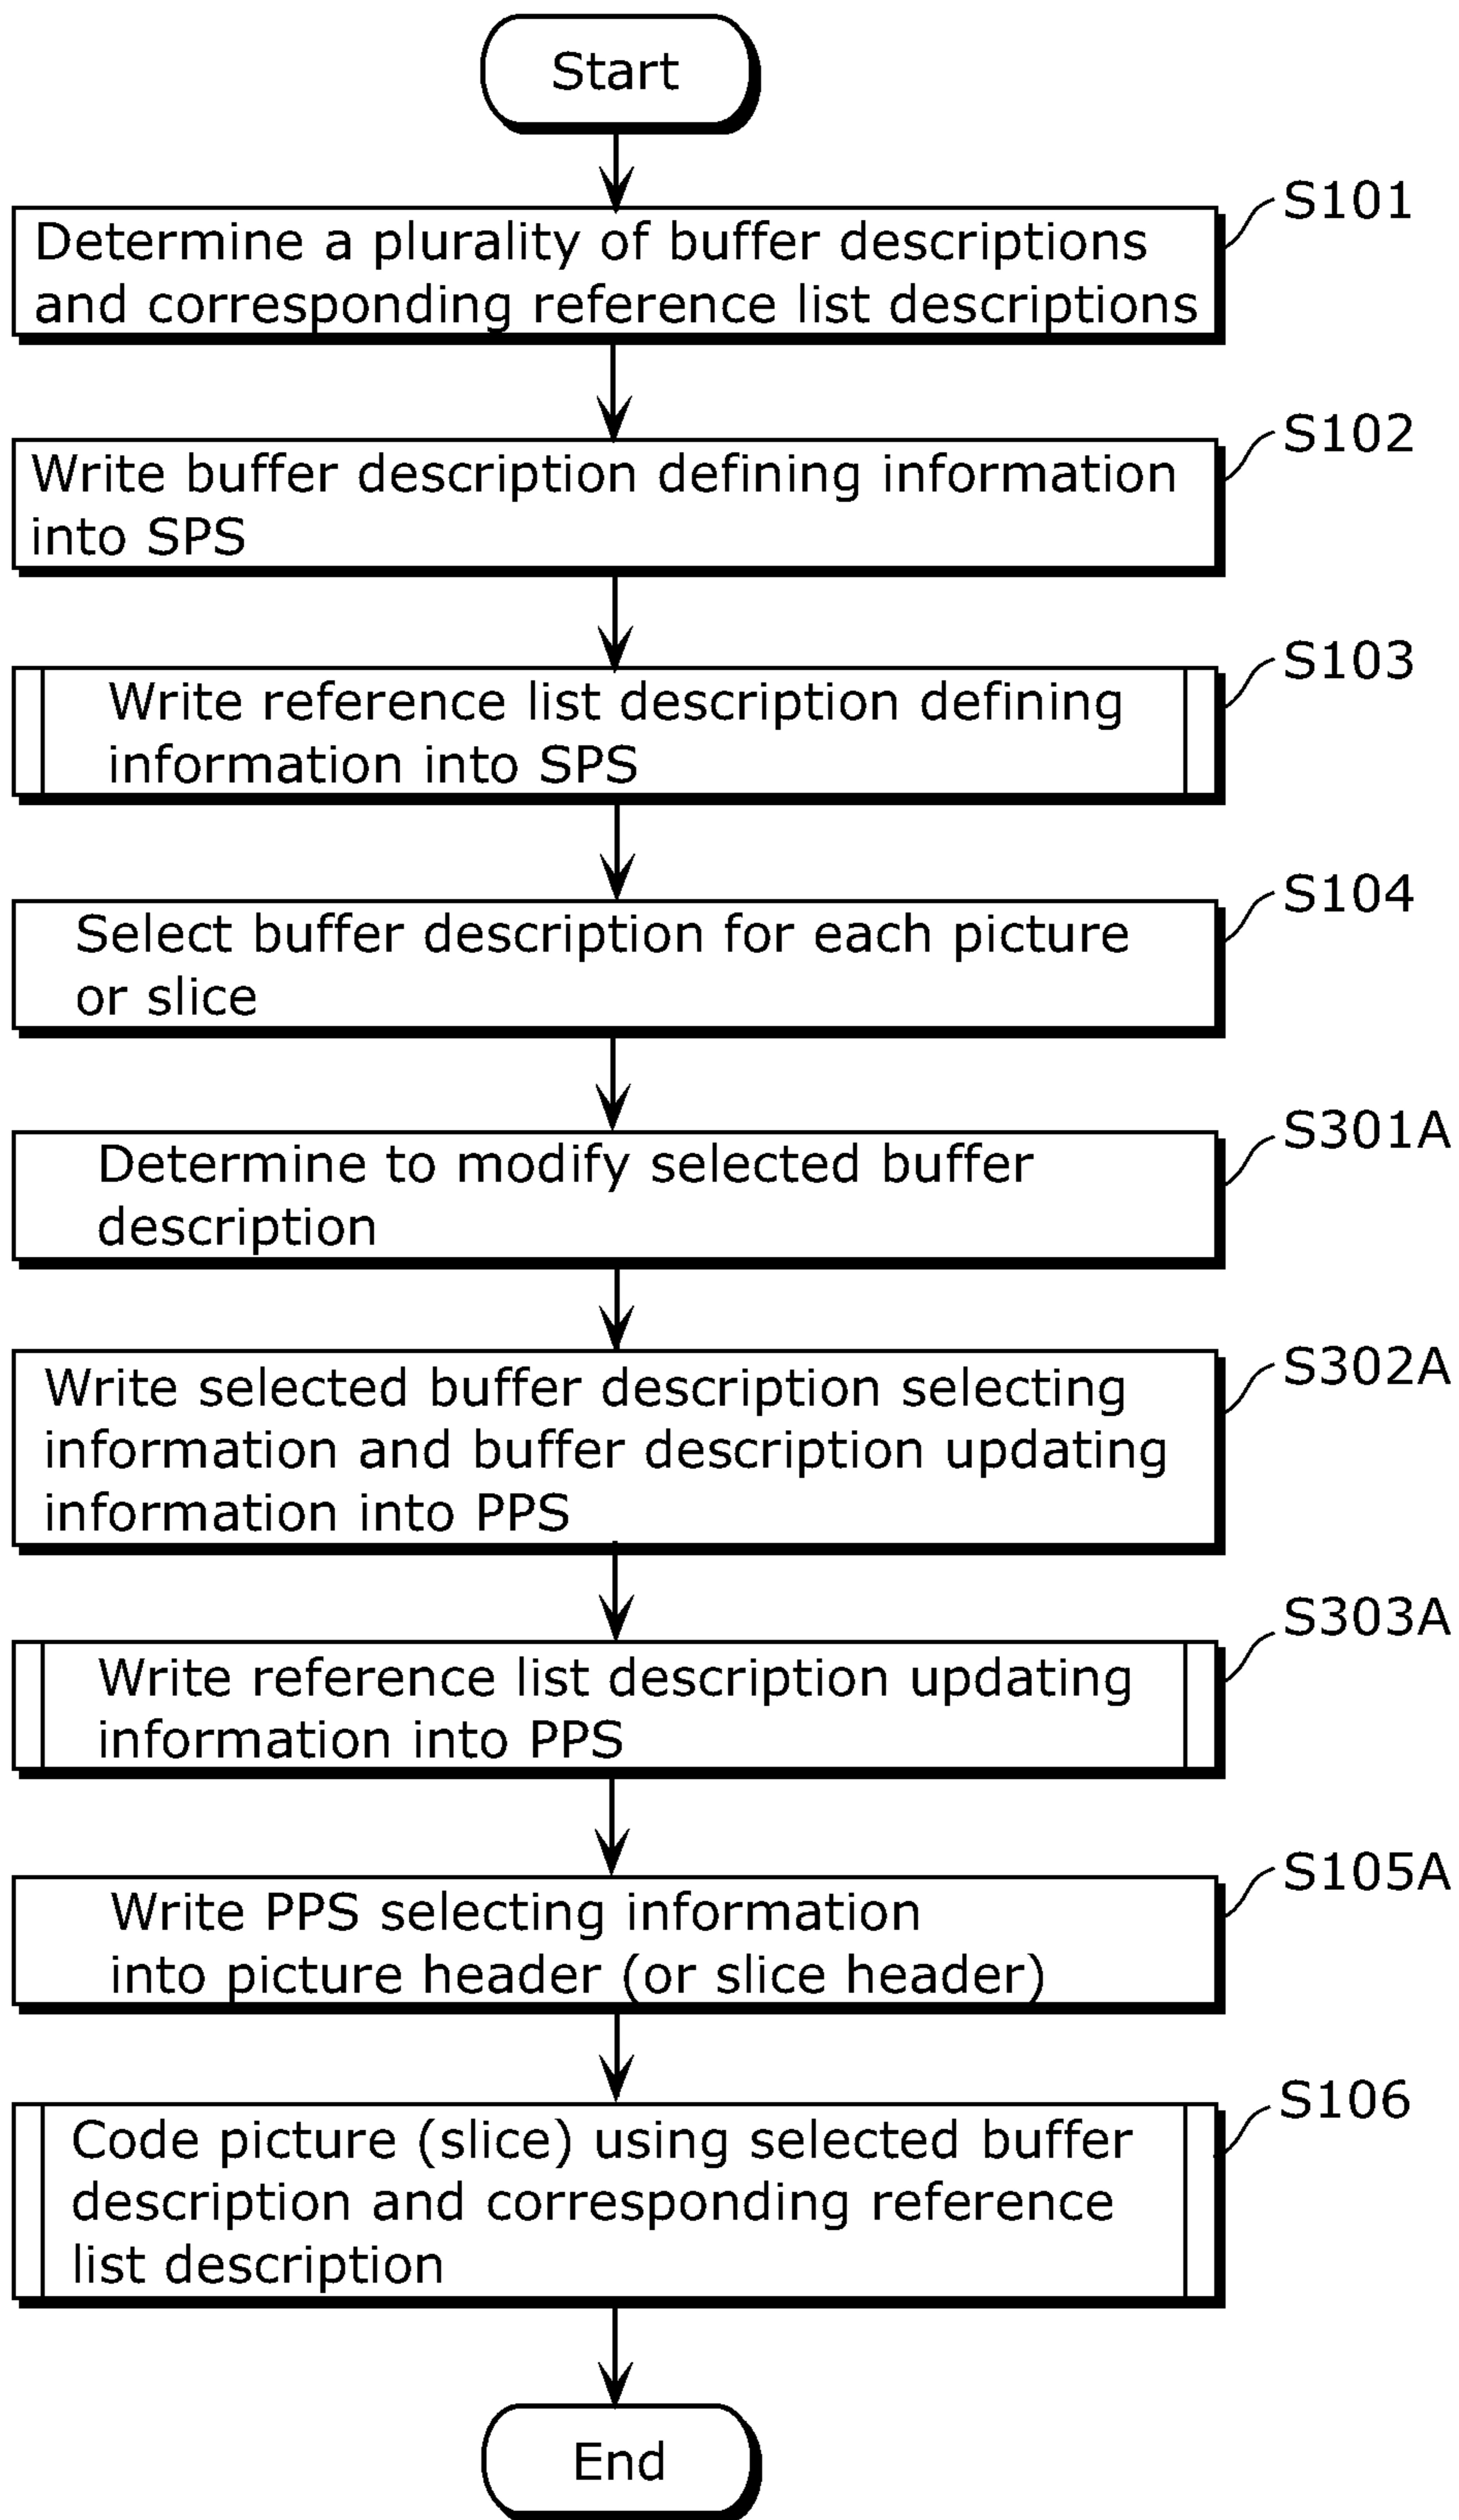 Start
S101
Determine a plurality of buffer descriptions
and corresponding reference list descriptions
S102
Write buffer description defining information
into SPS
S103
Write reference list description defining
information into SPS
S104
Select buffer description for each picture
or slice
S301A
Determine to modify selected buffer
description
S302A
Write selected buffer description selecting
information and buffer description updating
information into PPS
S303A
Write reference list description updating
information into PPS
S105A
Write PPS selecting information
into picture header (or slice header)
S106
Code picture (slice) using selected buffer
description and corresponding reference
list description
End